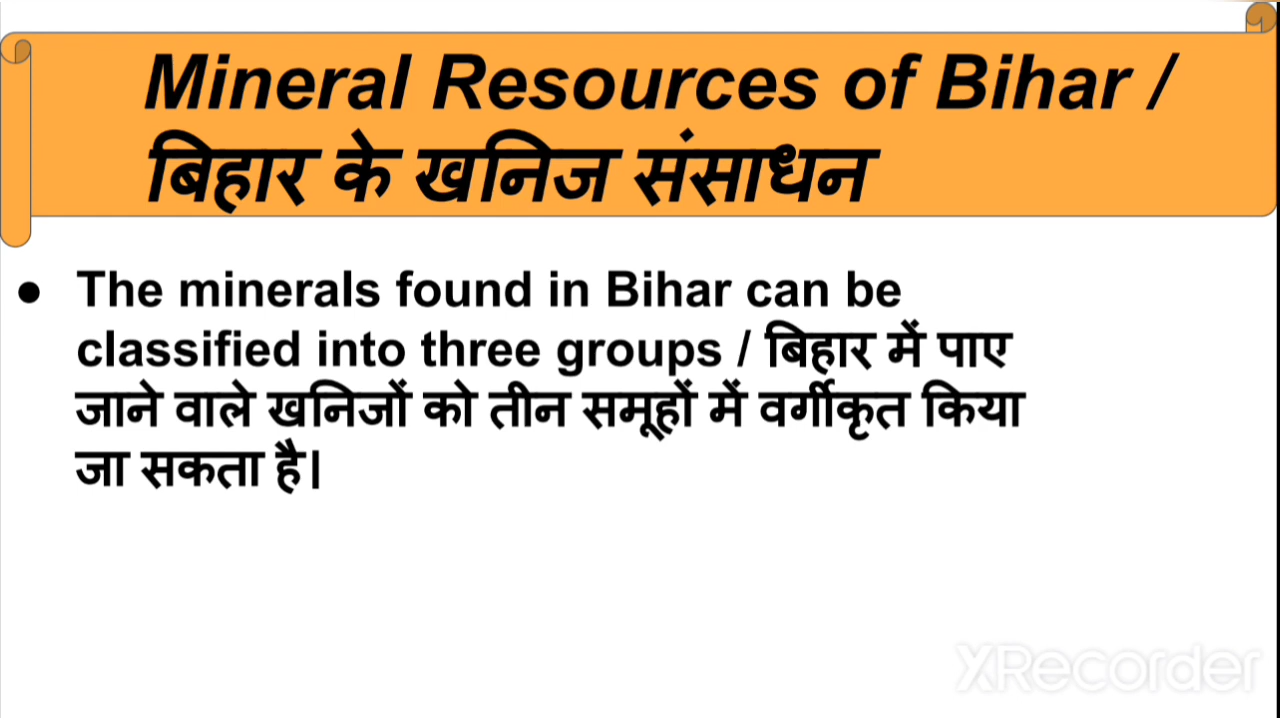 Mineral Resources of Bihar /
बिहार के खनिज संसाधन
● The minerals found in Bihar can be
classified into three groups / बिहार में पाए
जाने वाले खनिजों को तीन समूहों में वर्गीकृत किया
जा सकता है।
XRecorder